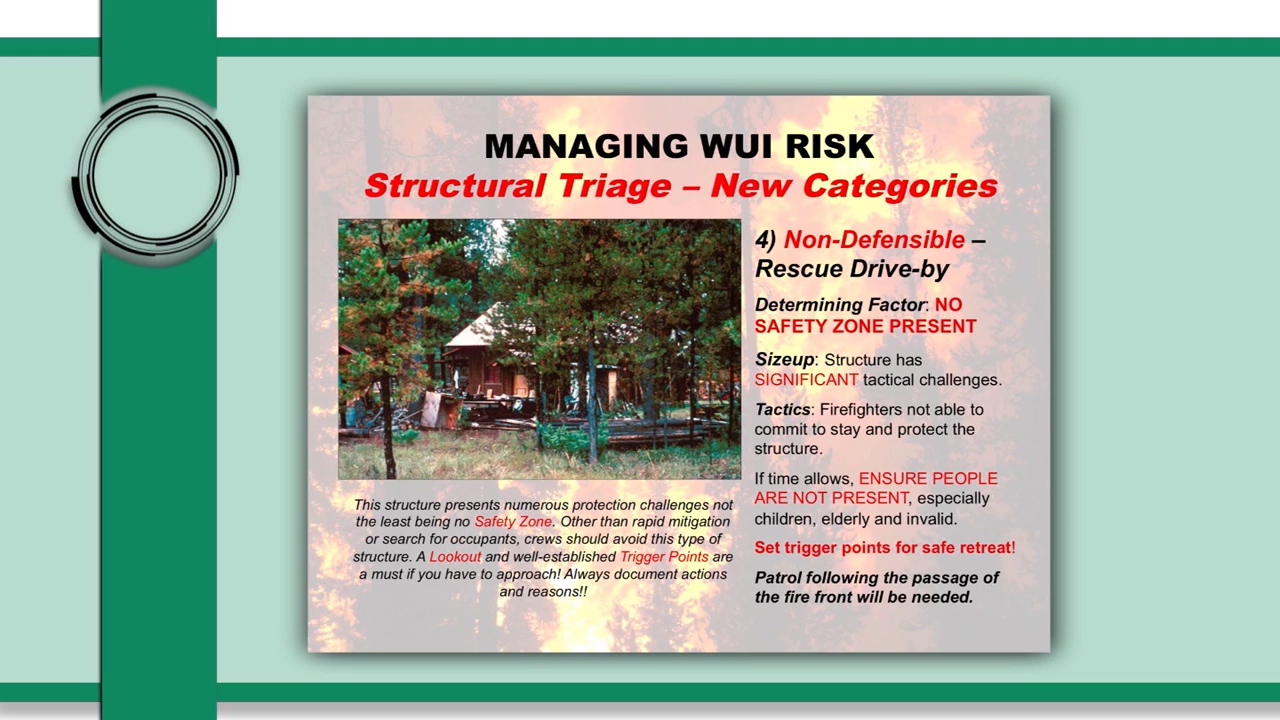 MANAGING WUI RISK
Structural Triage – New Categories
4) Non-Defensible –
Rescue Drive-by
Determining Factor: NO
SAFETY ZONE PRESENT
Sizeup: Structure has
SIGNIFICANT tactical challenges.
Tactics: Firefighters not able to
commit to stay and protect the
structure.
If time allows, ENSURE PEOPLE
ARE NOT PRESENT, especially
children, elderly and invalid.
Set trigger points for safe retreat!
Patrol following the passage of
the fire front will be needed.
This structure presents numerous protection challenges not
the least being no Safety Zone. Other than rapid mitigation
or search for occupants, crews should avoid this type of
structure. A Lookout and well-established Trigger Points are
a must if you have to approach! Always document actions
and reasons!!